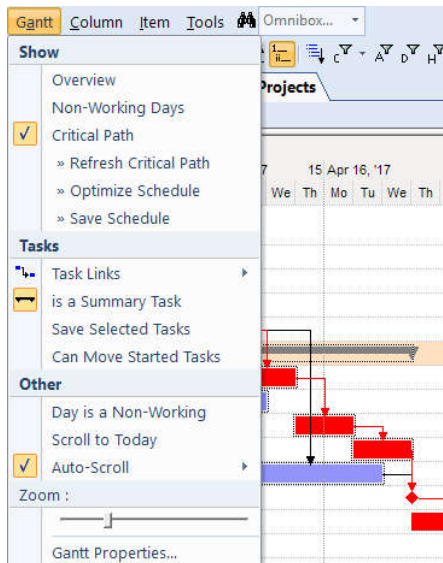 Gantt Column Item Tools Omnibox...
Show
Overview
Non-Working Days
Projects
Critical Path
» Refresh Critical Path
7 15 Apr 16, '17
» Optimize Schedule
We Th Mo Tu We Th
» Save Schedule
Tasks
Task Links
is a Summary Task
Save Selected Tasks
Can Move Started Tasks
Other
Day is a Non-Working
Scroll to Today
Auto-Scroll
Zoom :
Gantt Properties...